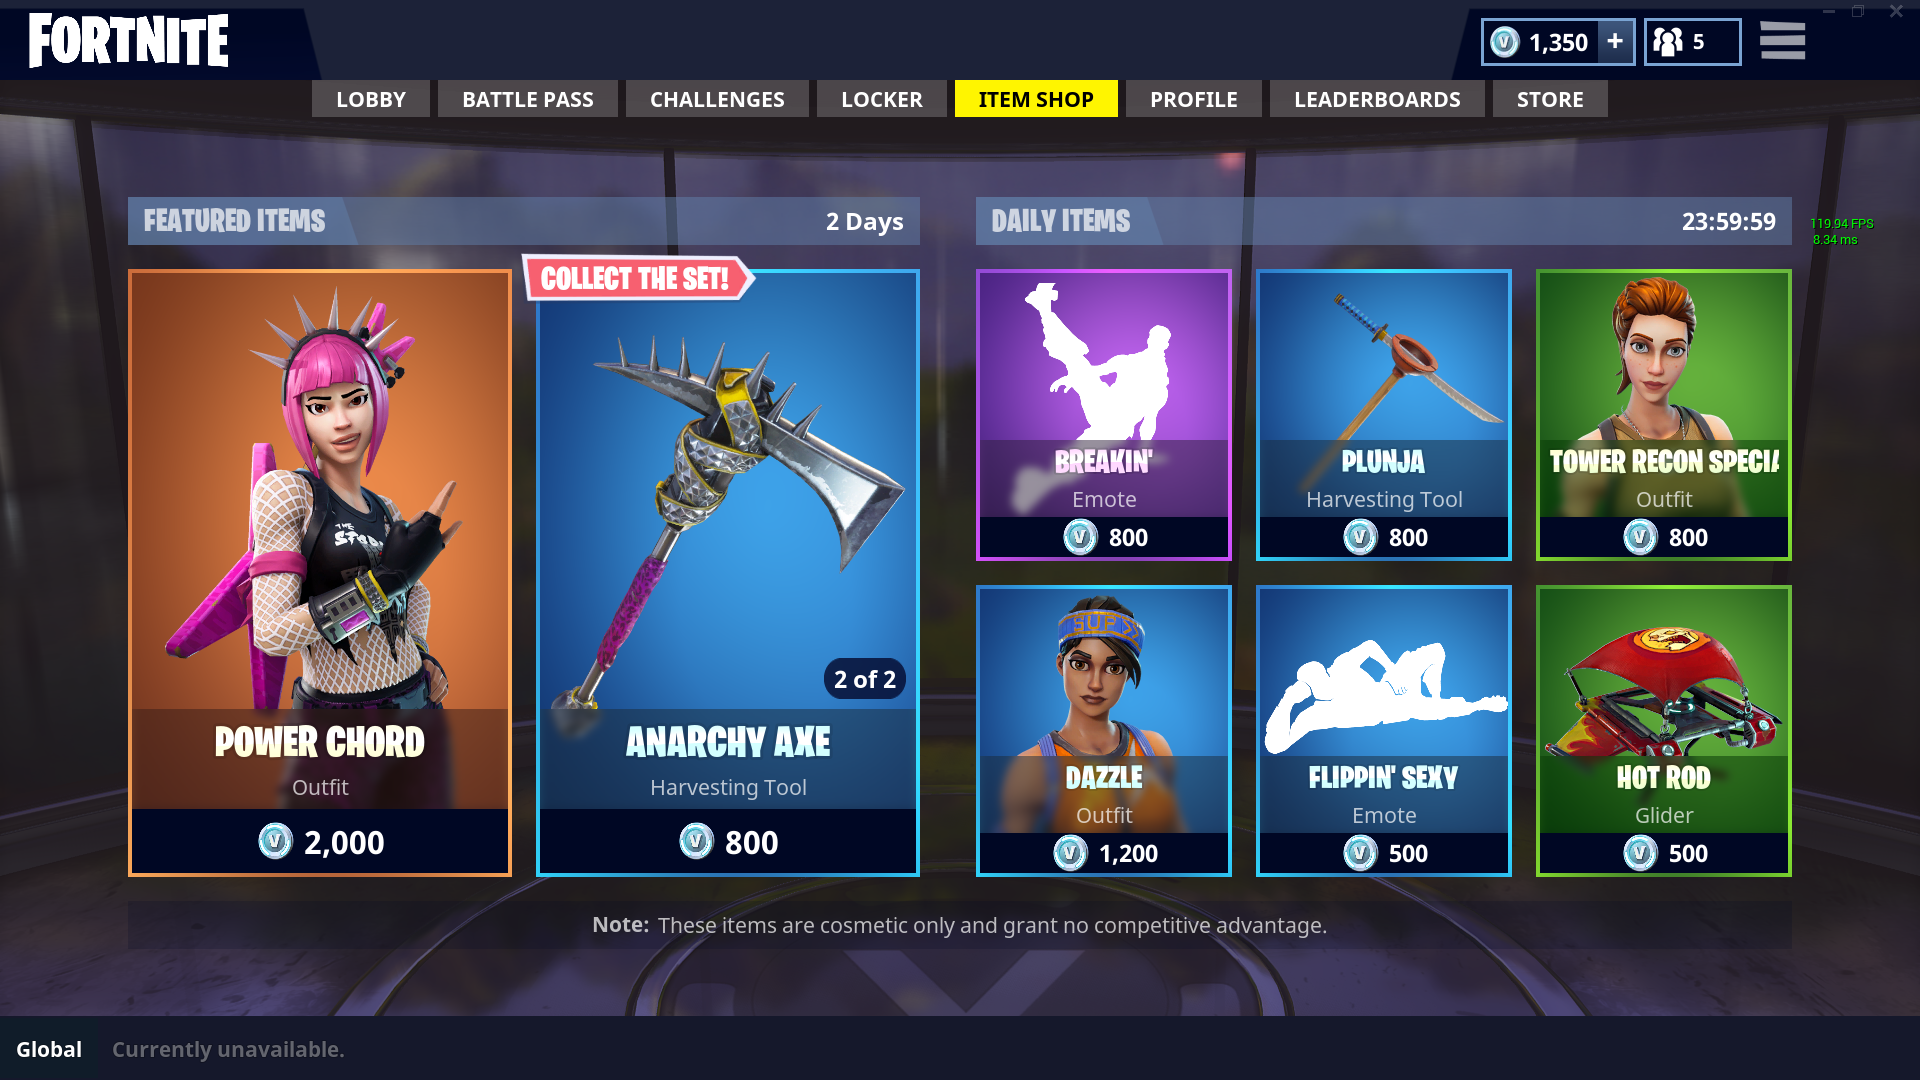 FORTNITE
1,350 +
5
LOBBY
BATTLE PASS
CHALLENGES
LOCKER
ITEM SHOP
PROFILE
LEADERBOARDS
STORE
FEATURED ITEMS
2 Days
DAILY ITEMS
23:59:59
119.94 FPS
8.34 ms
COLLECT THE SET!
THE
POWER CHORD
Outfit
V 2,000
2 of 2
ANARCHY AXE
Harvesting Tool
V 800
BREAKIN'
Emote
V 800
PLUNJA
Harvesting Tool
V 800
TOWER RECON SPECIA
Outfit
V 800
SUP
DAZZLE
Outfit
V 1,200
FLIPPIN' SEXY
Emote
V 500
HOT ROD
Glider
V 500
Note: These items are cosmetic only and grant no competitive advantage.
Global
Currently unavailable.